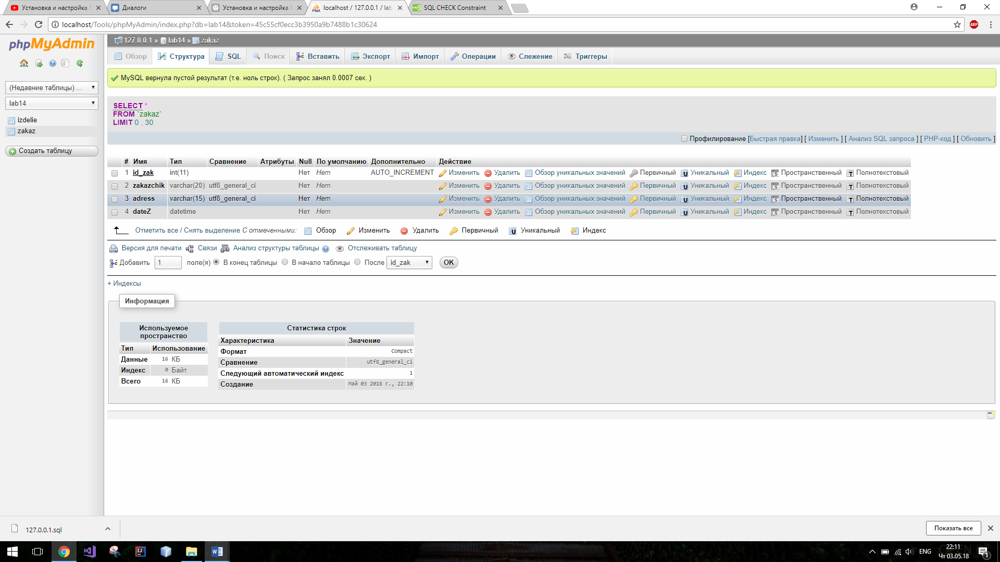 Установка и настройка
Диалоги
Установка и настройка
localhost / 127.0.0.1 / lab
SQL CHECK Constraint
localhost/Tools/phpMyAdmin/index.php?db=lab14&token=45c55cf0ecc3b3950a9b7488b1c30624
ABP
phpMyAdmin
(Недавние таблицы) ...
lab14
izdelie
zakaz
Создать таблицу
127.0.0.1 » lab14 » zakaz
Обзор Структура SQL Поиск Вставить Экспорт Импорт Операции Слежение Триггеры
MySQL вернула пустой результат (т.е. ноль строк). ( Запрос занял 0.0007 сек. )
SELECT *
FROM `zakaz`
LIMIT 0 , 30
Профилирование [Быстрая правка] [ Изменить ] [ Анализ SQL запроса ] [ PHP-код ] [ Обновить ]
# Имя Тип Сравнение Атрибуты Null По умолчанию Дополнительно Действие
1 id_zak int(11) Нет Нет AUTO_INCREMENT Изменить Удалить Обзор уникальных значений Первичный Уникальный Индекс Пространственный Полнотекстовый
2 zakazchik varchar(20) utf8_general_ci Нет Нет Изменить Удалить Обзор уникальных значений Первичный Уникальный Индекс Пространственный Полнотекстовый
3 adress varchar(15) utf8_general_ci Нет Нет Изменить Удалить Обзор уникальных значений Первичный Уникальный Индекс Пространственный Полнотекстовый
4 dateZ datetime Нет Нет Изменить Удалить Обзор уникальных значений Первичный Уникальный Индекс Пространственный Полнотекстовый
Отметить все / Снять выделение С отмеченными: Обзор Изменить Удалить Первичный Уникальный Индекс
Версия для печати Связи Анализ структуры таблицы Отслеживать таблицу
Добавить 1 поле(я) В конец таблицы В начало таблицы После id_zak OK
+ Индексы
Информация
Используемое
пространство
Тип Использование
Данные 16 КБ
Индекс 0 Байт
Всего 16 КБ
Статистика строк
Характеристика Значение
Формат Compact
Сравнение utf8_general_ci
Следующий автоматический индекс 1
Создание Май 03 2018 г., 22:10
127.0.0.1.sql
Показать все
ENG
22:11
Чт 03.05.18
1